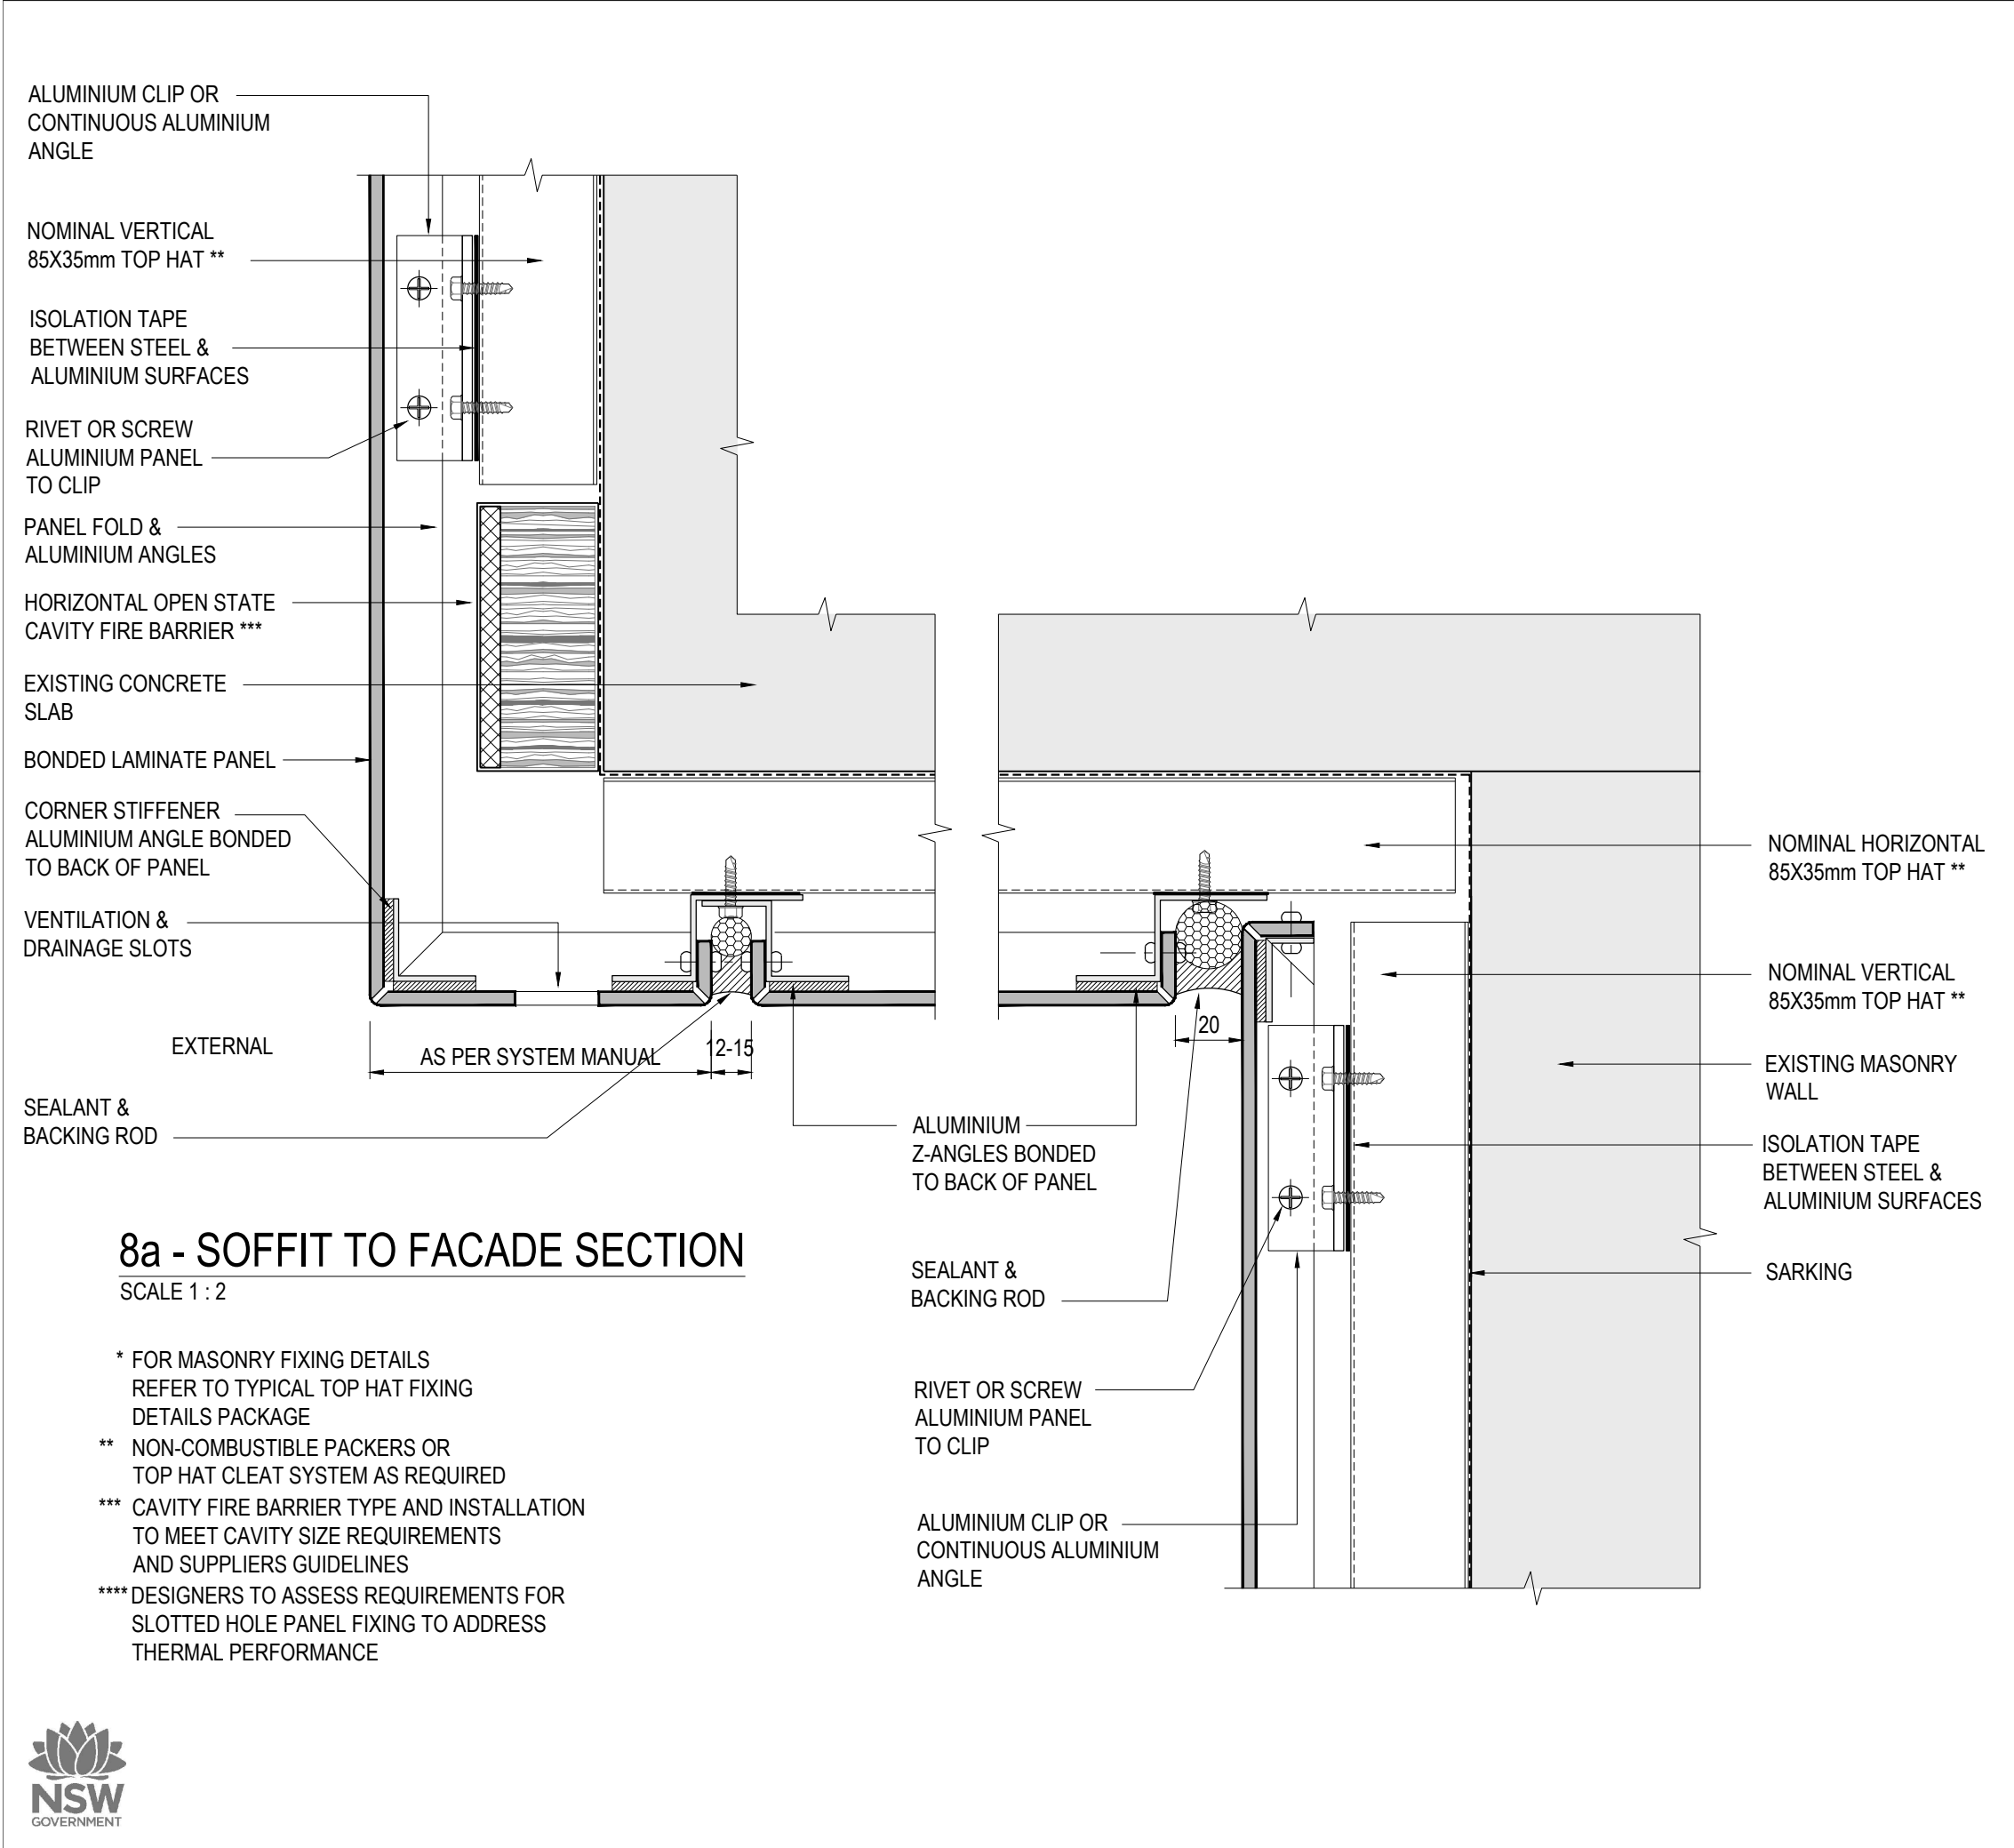 ALUMINIUM CLIP OR
CONTINUOUS ALUMINIUM
ANGLE
NOMINAL VERTICAL
85X35mm TOP HAT **
ISOLATION TAPE
BETWEEN STEEL &
ALUMINIUM SURFACES
RIVET OR SCREW
ALUMINIUM PANEL
TO CLIP
PANEL FOLD &
ALUMINIUM ANGLES
HORIZONTAL OPEN STATE
CAVITY FIRE BARRIER ***
EXISTING CONCRETE
SLAB
BONDED LAMINATE PANEL
CORNER STIFFENER
ALUMINIUM ANGLE BONDED
TO BACK OF PANEL
VENTILATION &
DRAINAGE SLOTS
EXTERNAL
AS PER SYSTEM MANUAL
12-15
20
SEALANT &
BACKING ROD
ALUMINIUM
Z-ANGLES BONDED
TO BACK OF PANEL
SEALANT &
BACKING ROD
RIVET OR SCREW
ALUMINIUM PANEL
TO CLIP
ALUMINIUM CLIP OR
CONTINUOUS ALUMINIUM
ANGLE
NOMINAL HORIZONTAL
85X35mm TOP HAT **
NOMINAL VERTICAL
85X35mm TOP HAT **
EXISTING MASONRY
WALL
ISOLATION TAPE
BETWEEN STEEL &
ALUMINIUM SURFACES
SARKING
8a - SOFFIT TO FACADE SECTION
SCALE 1 : 2
* FOR MASONRY FIXING DETAILS
REFER TO TYPICAL TOP HAT FIXING
DETAILS PACKAGE
** NON-COMBUSTIBLE PACKERS OR
TOP HAT CLEAT SYSTEM AS REQUIRED
*** CAVITY FIRE BARRIER TYPE AND INSTALLATION
TO MEET CAVITY SIZE REQUIREMENTS
AND SUPPLIERS GUIDELINES
**** DESIGNERS TO ASSESS REQUIREMENTS FOR
SLOTTED HOLE PANEL FIXING TO ADDRESS
THERMAL PERFORMANCE
NSW
GOVERNMENT